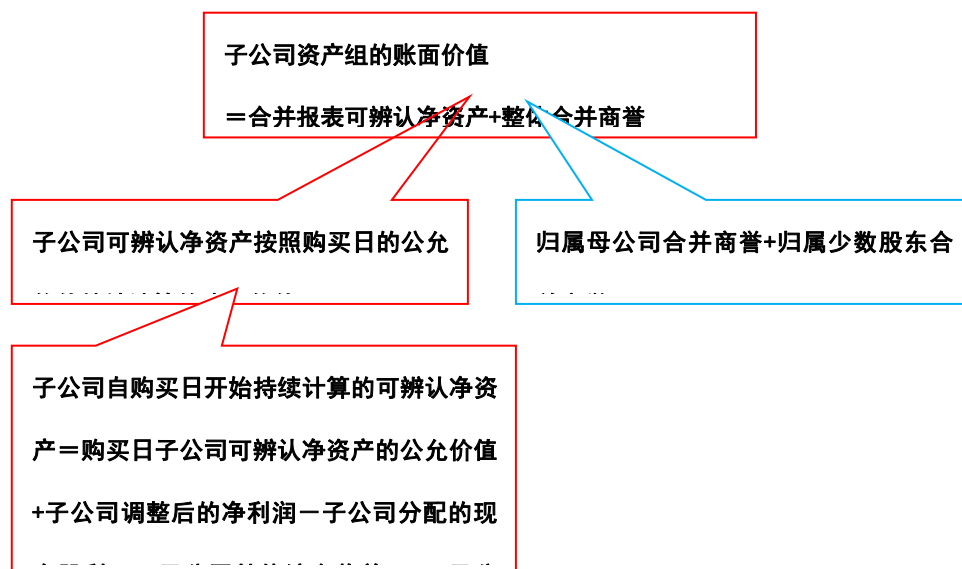 子公司资产组的账面价值
＝合并报表可辨认净资产+整体合并商誉
子公司可辨认净资产按照购买日的公允
归属母公司合并商誉+归属少数股东合
子公司自购买日开始持续计算的可辨认净资
产＝购买日子公司可辨认净资产的公允价值
+子公司调整后的净利润－子公司分配的现